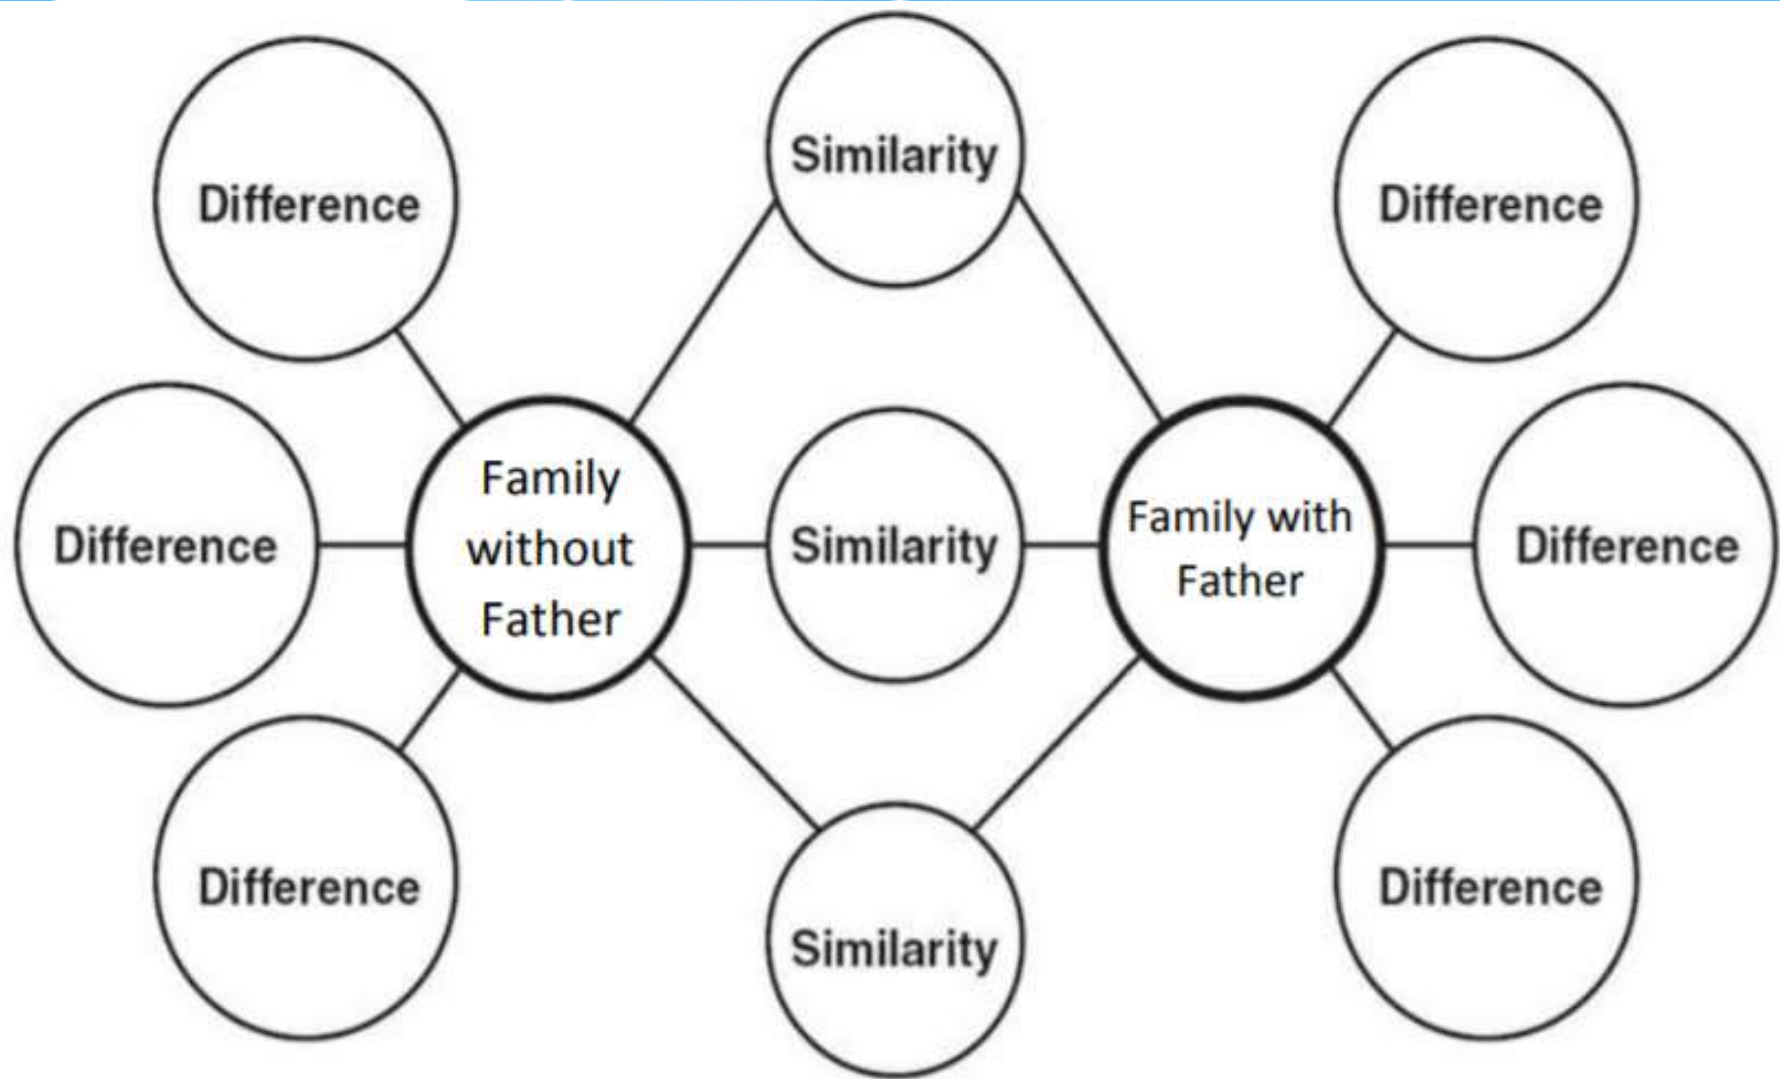 Similarity
Difference
Difference
Family
without
Father
Family with
Father
Difference
Similarity
Difference
Difference
Difference
Similarity